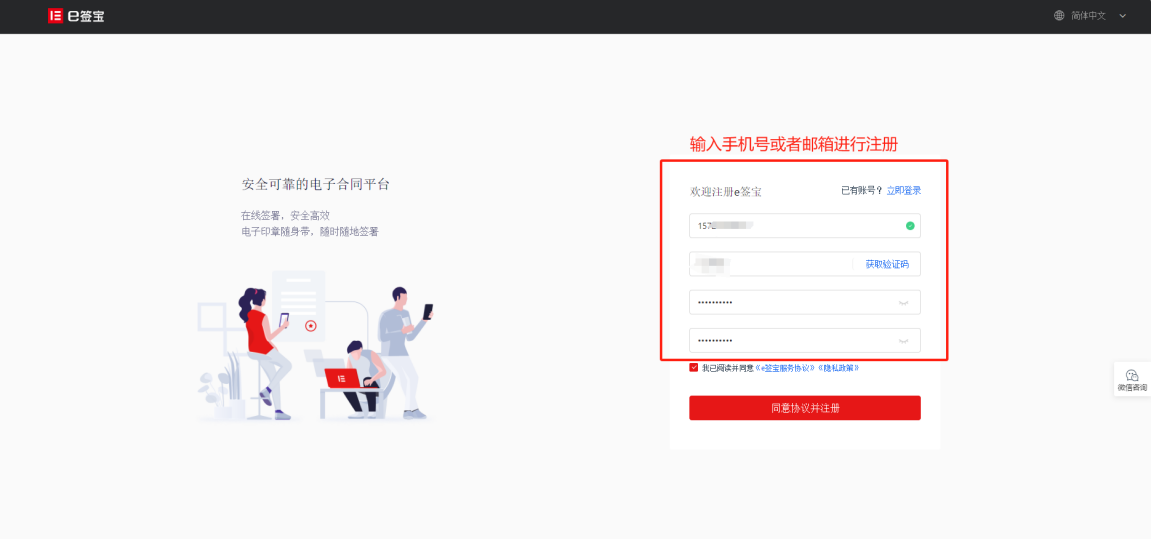 e签宝
简体中文
输入手机号或者邮箱进行注册
安全可靠的电子合同平台
在线签署，安全高效
电子印章随身带，随时随地签署
欢迎注册e签宝
已有账号？ 立即登录
157
获取验证码
我已阅读并同意《e签宝服务协议》《隐私政策》
同意协议并注册
微信咨询